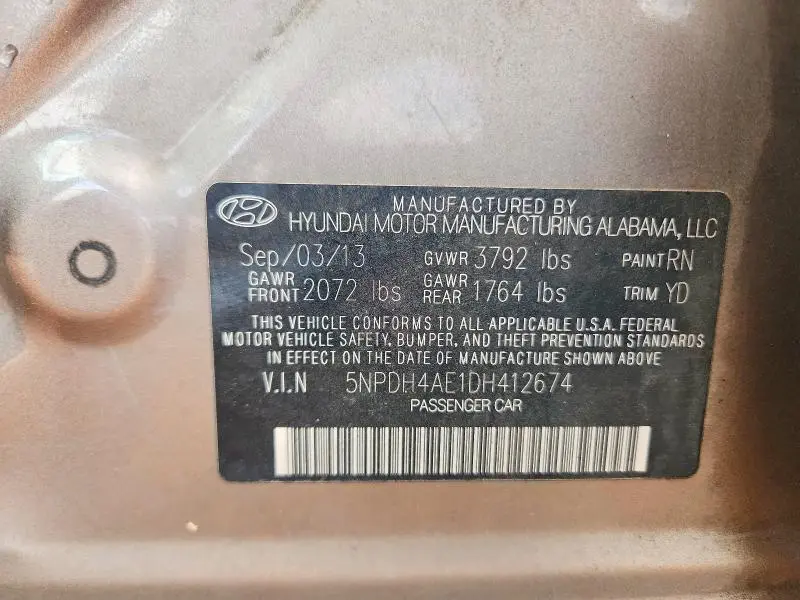 MANUFACTURED BY
HYUNDAI MOTOR MANUFACTURING ALABAMA, LLC
Sep/03/13 GVWR 3792 lbs PAINT RN
GAWR FRONT 2072 lbs GAWR REAR 1764 lbs TRIM YD
THIS VEHICLE CONFORMS TO ALL APPLICABLE U.S.A. FEDERAL
MOTOR VEHICLE SAFETY, BUMPER, AND THEFT PREVENTION STANDARDS
IN EFFECT ON THE DATE OF MANUFACTURE SHOWN ABOVE
V.I.N 5NPDH4AE1DH412674
PASSENGER CAR